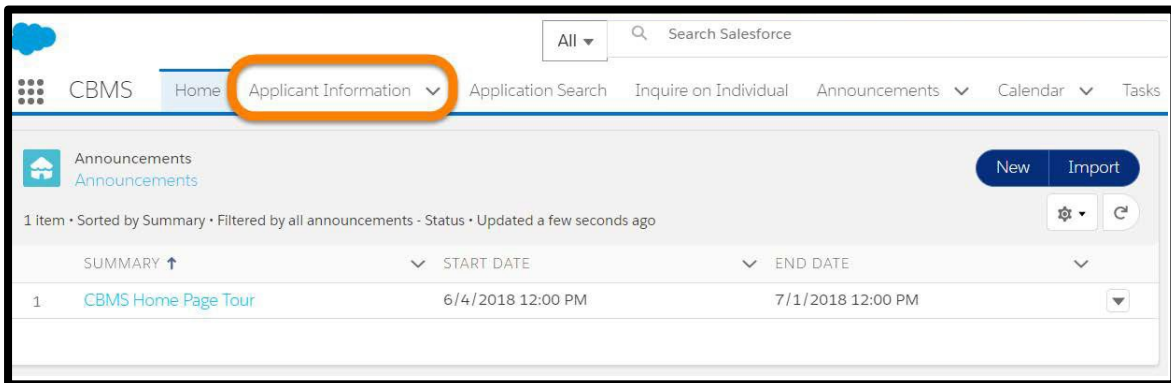 All Search Salesforce
CBMS Home Applicant Information Application Search Inquire on Individual Announcements Calendar Tasks
Announcements
Announcements
New Import
1 item • Sorted by Summary • Filtered by all announcements - Status • Updated a few seconds ago
SUMMARY START DATE END DATE
1 CBMS Home Page Tour 6/4/2018 12:00 PM 7/1/2018 12:00 PM